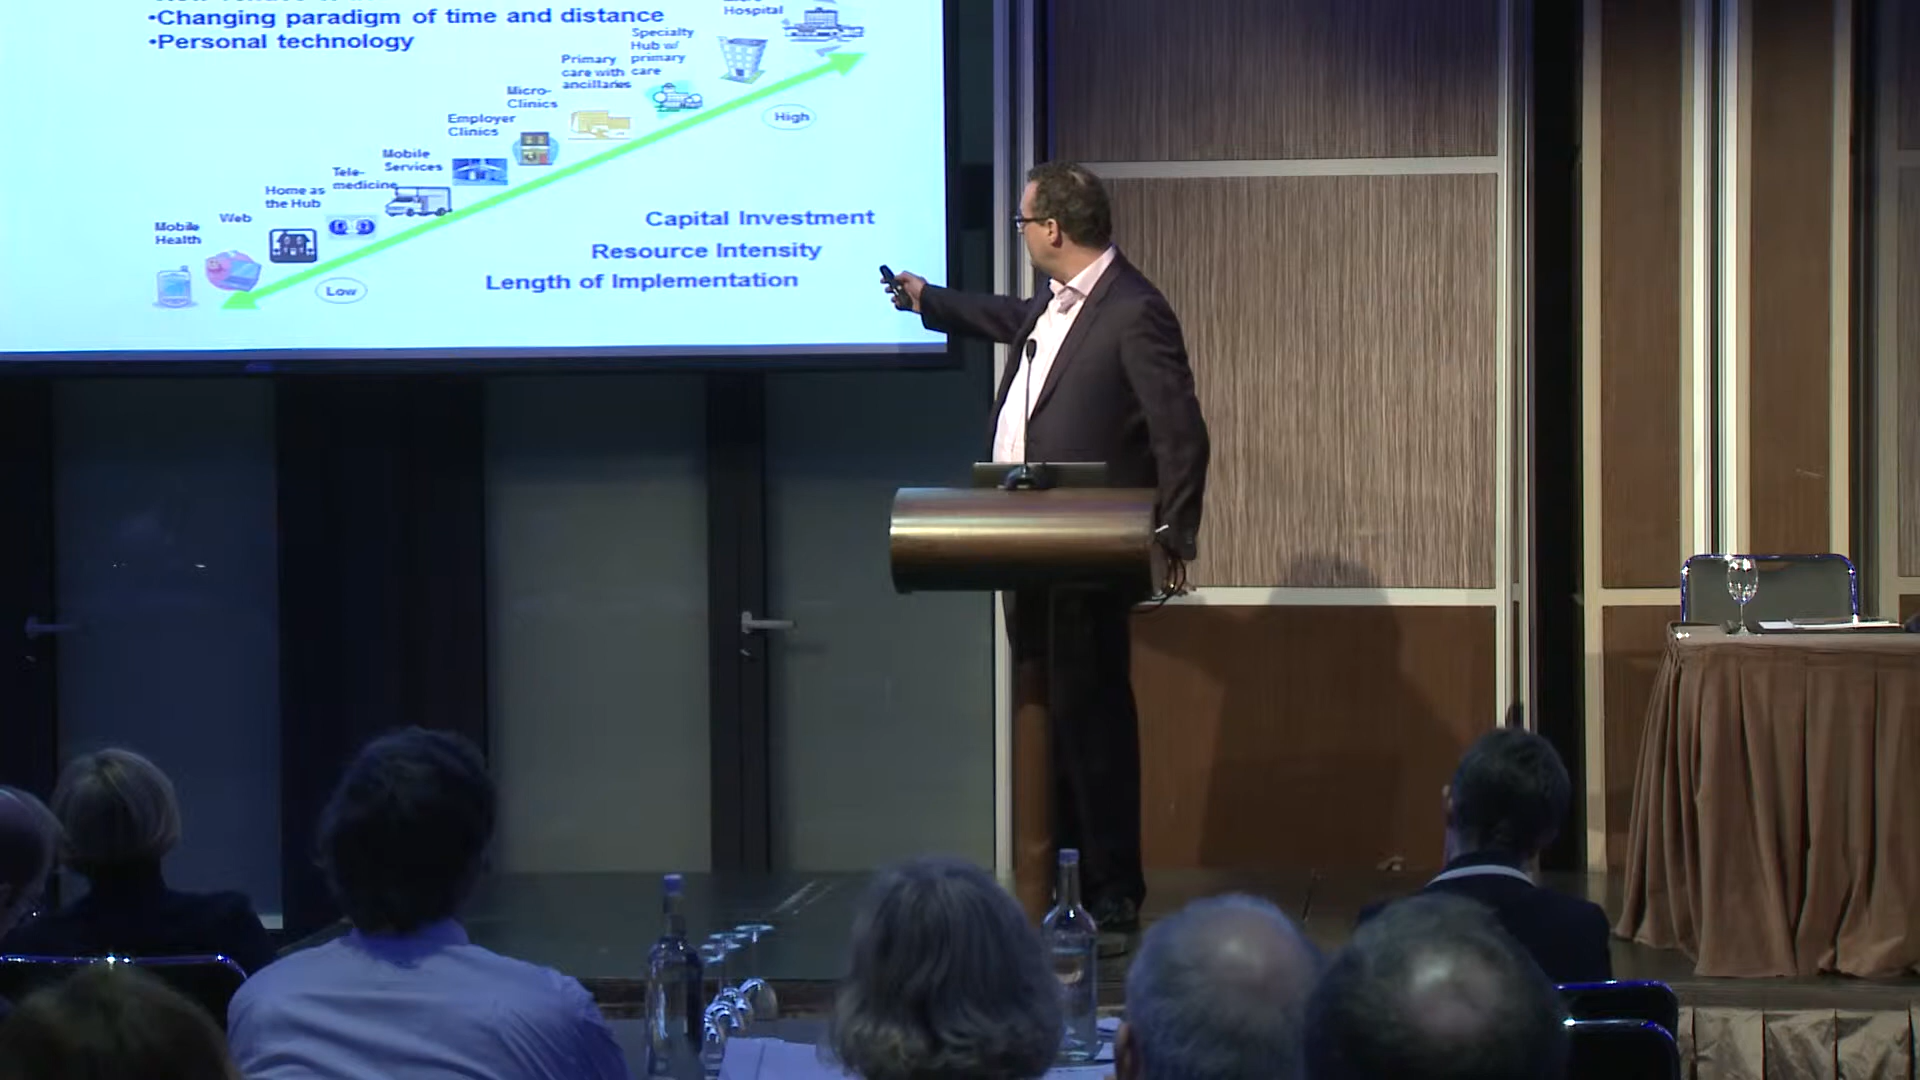 •Changing paradigm of time and distance
•Personal technology
Hospital
Specialty
Hub w/
primary
care
Primary
care with
ancillaries
Micro-
Clinics
Employer
Clinics
Mobile
Services
Tele-
medicine
Home as
the Hub
Web
Mobile
Health
High
Low
Capital Investment
Resource Intensity
Length of Implementation